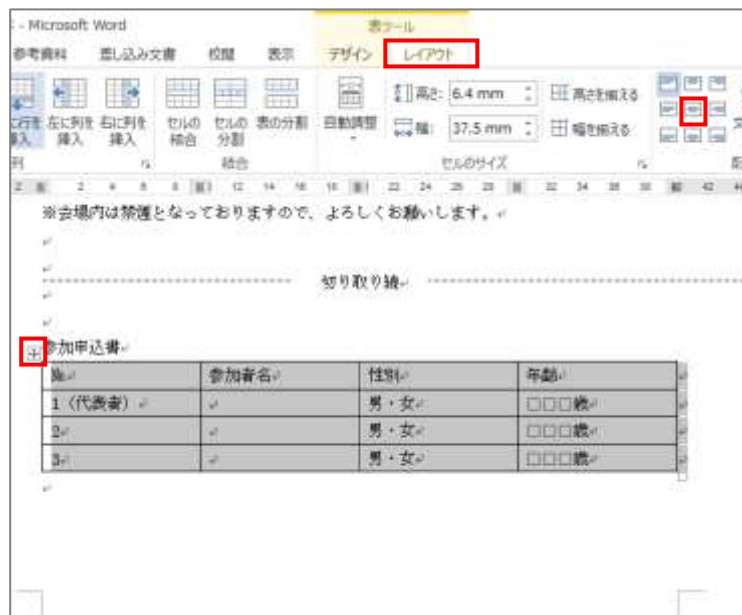 - Microsoft Word
表ツール
参考資料 差し込み文書 校閲 表示 デザイン レイアウト
左に列を挿入 右に列を挿入 セルの結合 セルの分割 表の分割 自動調整 高さ: 6.4 mm 高さを揃える
幅: 37.5 mm 幅を揃える
結合 セルのサイズ
※会場内は禁煙となっておりますので、よろしくお願いします。
切り取り線
参加申込書
№ 参加者名 性別 年齢
1（代表者） 男・女 □□□歳
2 男・女 □□□歳
3 男・女 □□□歳